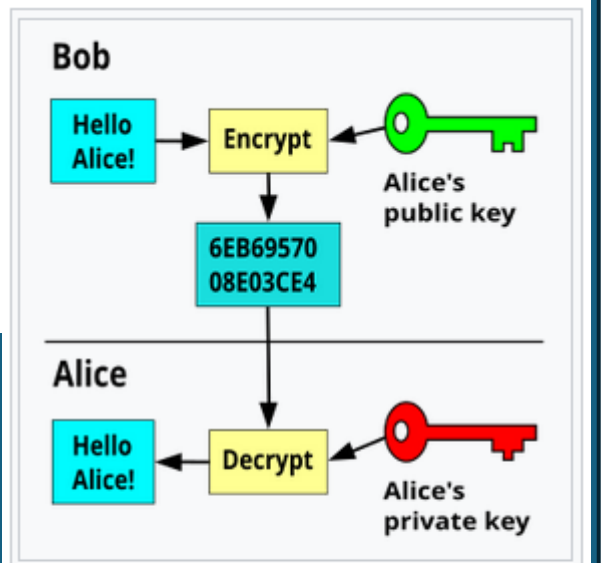 Bob
Hello
Alice!
Encrypt
Alice's
public key
6EB69570
08E03CE4
Alice
Hello
Alice!
Decrypt
Alice's
private key